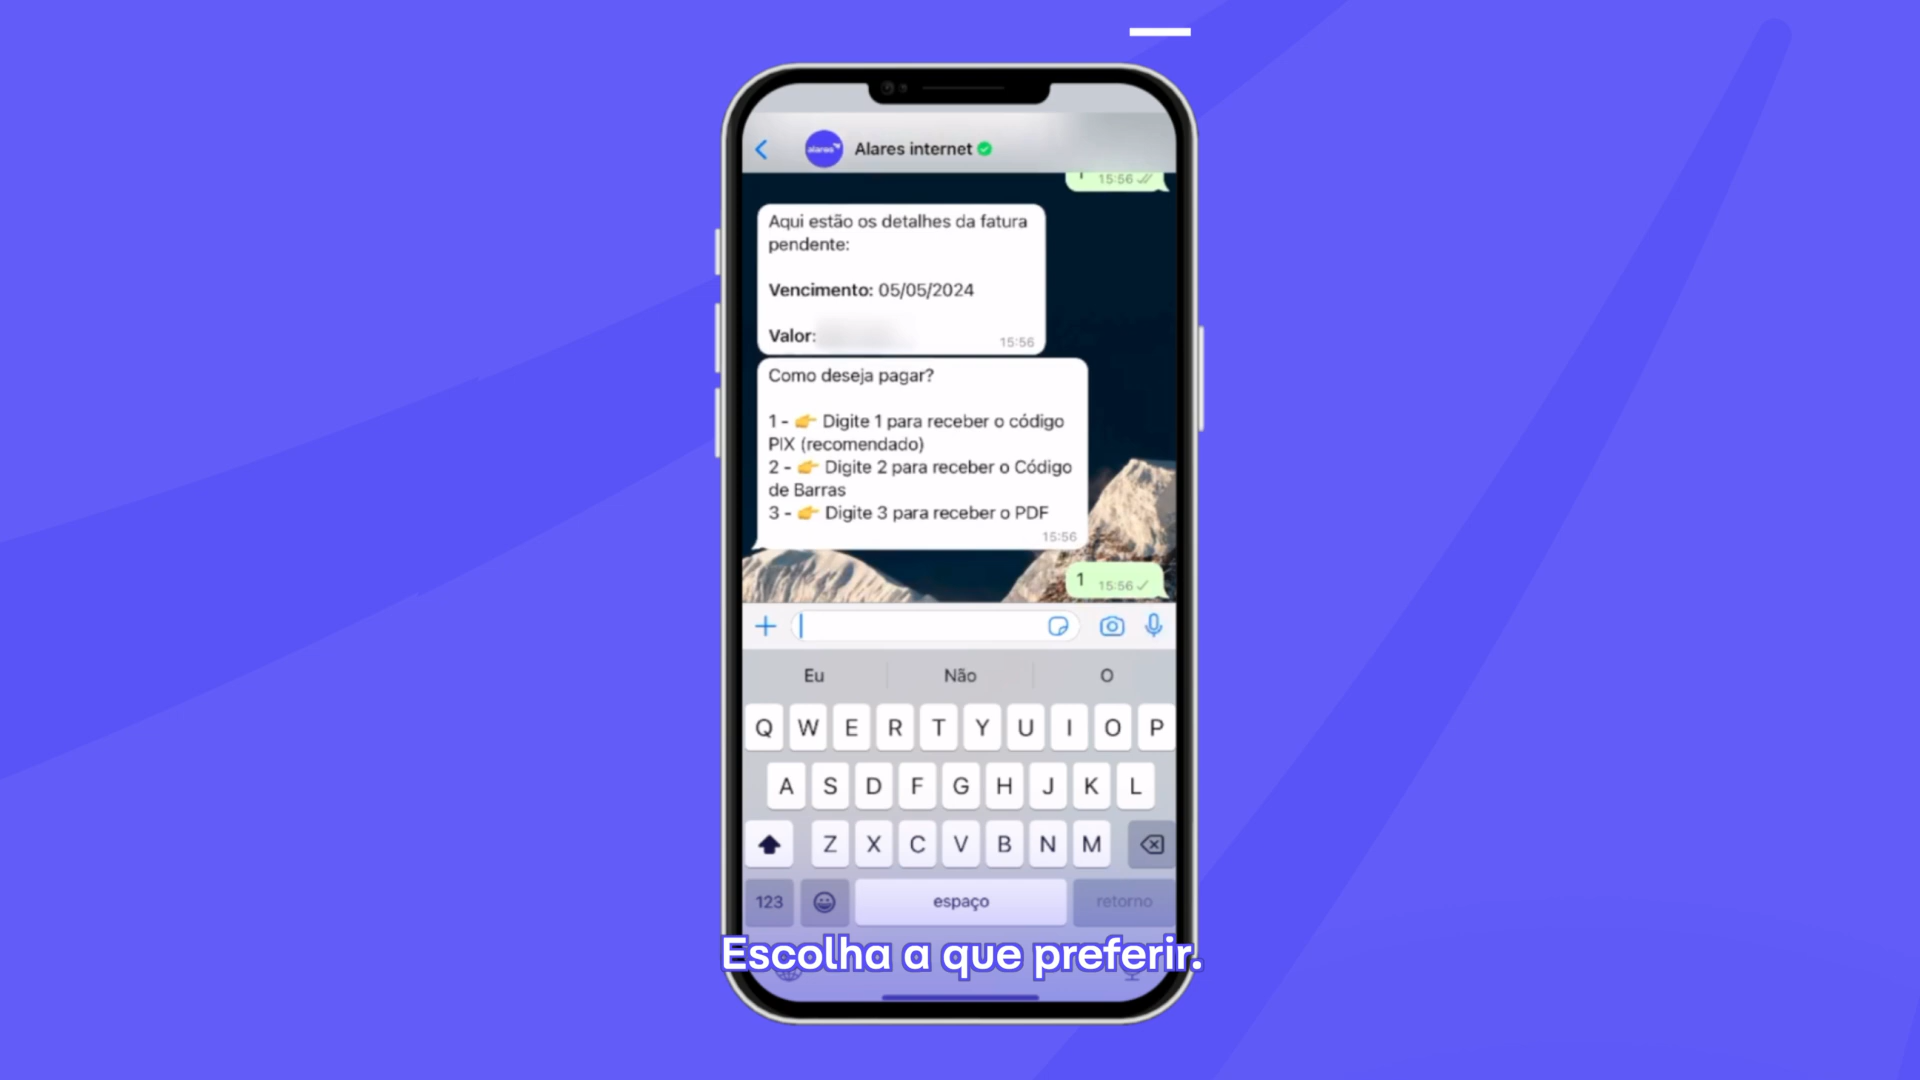 alares
Alares internet
1 15:56
Aqui estão os detalhes da fatura
pendente:
Vencimento: 05/05/2024
Valor:
15:56
Como deseja pagar?
1 - 👉 Digite 1 para receber o código
PIX (recomendado)
2 - 👉 Digite 2 para receber o Código
de Barras
3 - 👉 Digite 3 para receber o PDF
15:56
1 15:56
Eu Não O
Q W E R T Y U I O P
A S D F G H J K L
Z X C V B N M
123 espaço retorno
Escolha a que preferir.